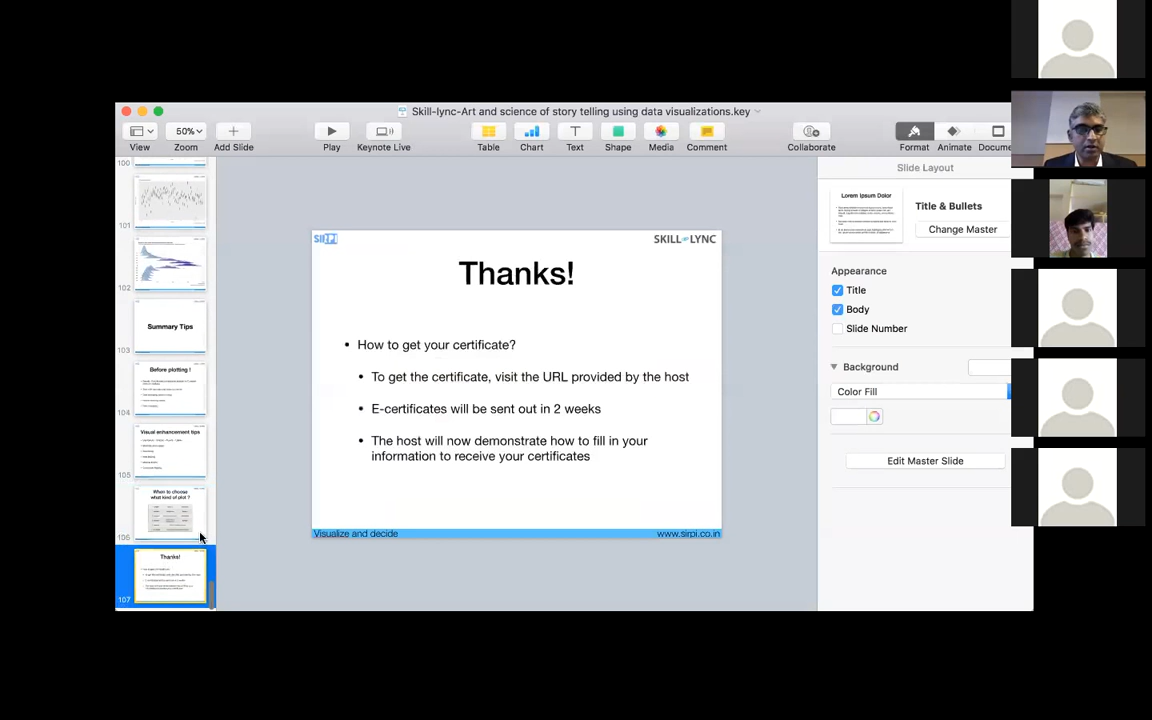 Skill-lync-Art and science of story telling using data visualizations.key
View
50%
Zoom
Add Slide
Play
Keynote Live
Table
Chart
Text
Shape
Media
Comment
Collaborate
Format
Animate
Docume
100
101
102
Summary Tips
103
Before plotting !
104
Visual enhancement tips
105
When to choose
what kind of plot ?
106
Thanks!
107
SIRPI
SKILL LYNC
Thanks!
• How to get your certificate?
• To get the certificate, visit the URL provided by the host
• E-certificates will be sent out in 2 weeks
• The host will now demonstrate how to fill in your
information to receive your certificates
Visualize and decide
www.sirpi.co.in
Slide Layout
Lorem Ipsum Dolor
Title & Bullets
Change Master
Appearance
Title
Body
Slide Number
Background
Color Fill
Edit Master Slide